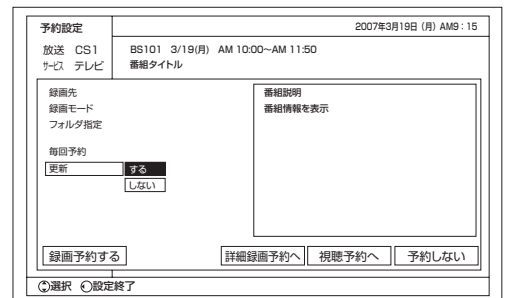 予約設定 2007年3月19日 (月) AM9:15
放送 CS1 BS101 3/19(月) AM 10:00~AM 11:50
サービス テレビ 番組タイトル
録画先
録画モード
フォルダ指定
毎回予約
更新 する
しない
番組説明
番組情報を表示
録画予約する 詳細録画予約へ 視聴予約へ 予約しない
選択 設定終了